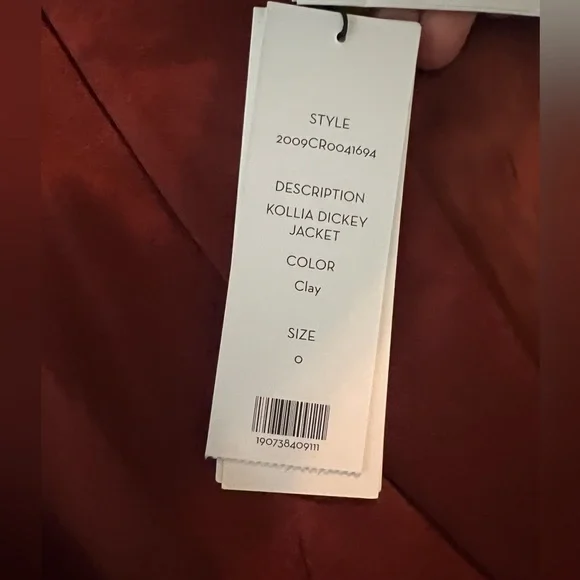 STYLE
2009CR0041694
DESCRIPTION
KOLLIA DICKEY
JACKET
COLOR
Clay
SIZE
0
190738409111